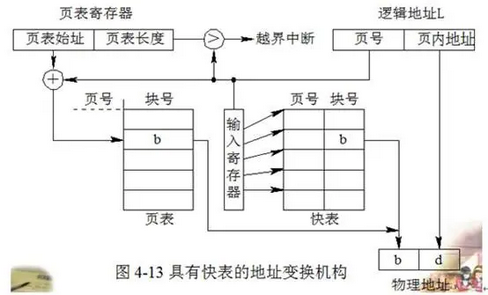 页表寄存器
逻辑地址L
页表始址 页表长度
>
越界中断
页号 页内地址
+
页号 块号
页号 块号
b
输入寄存器
b
页表
快表
b d
图 4-13 具有快表的地址变换机构
物理地址